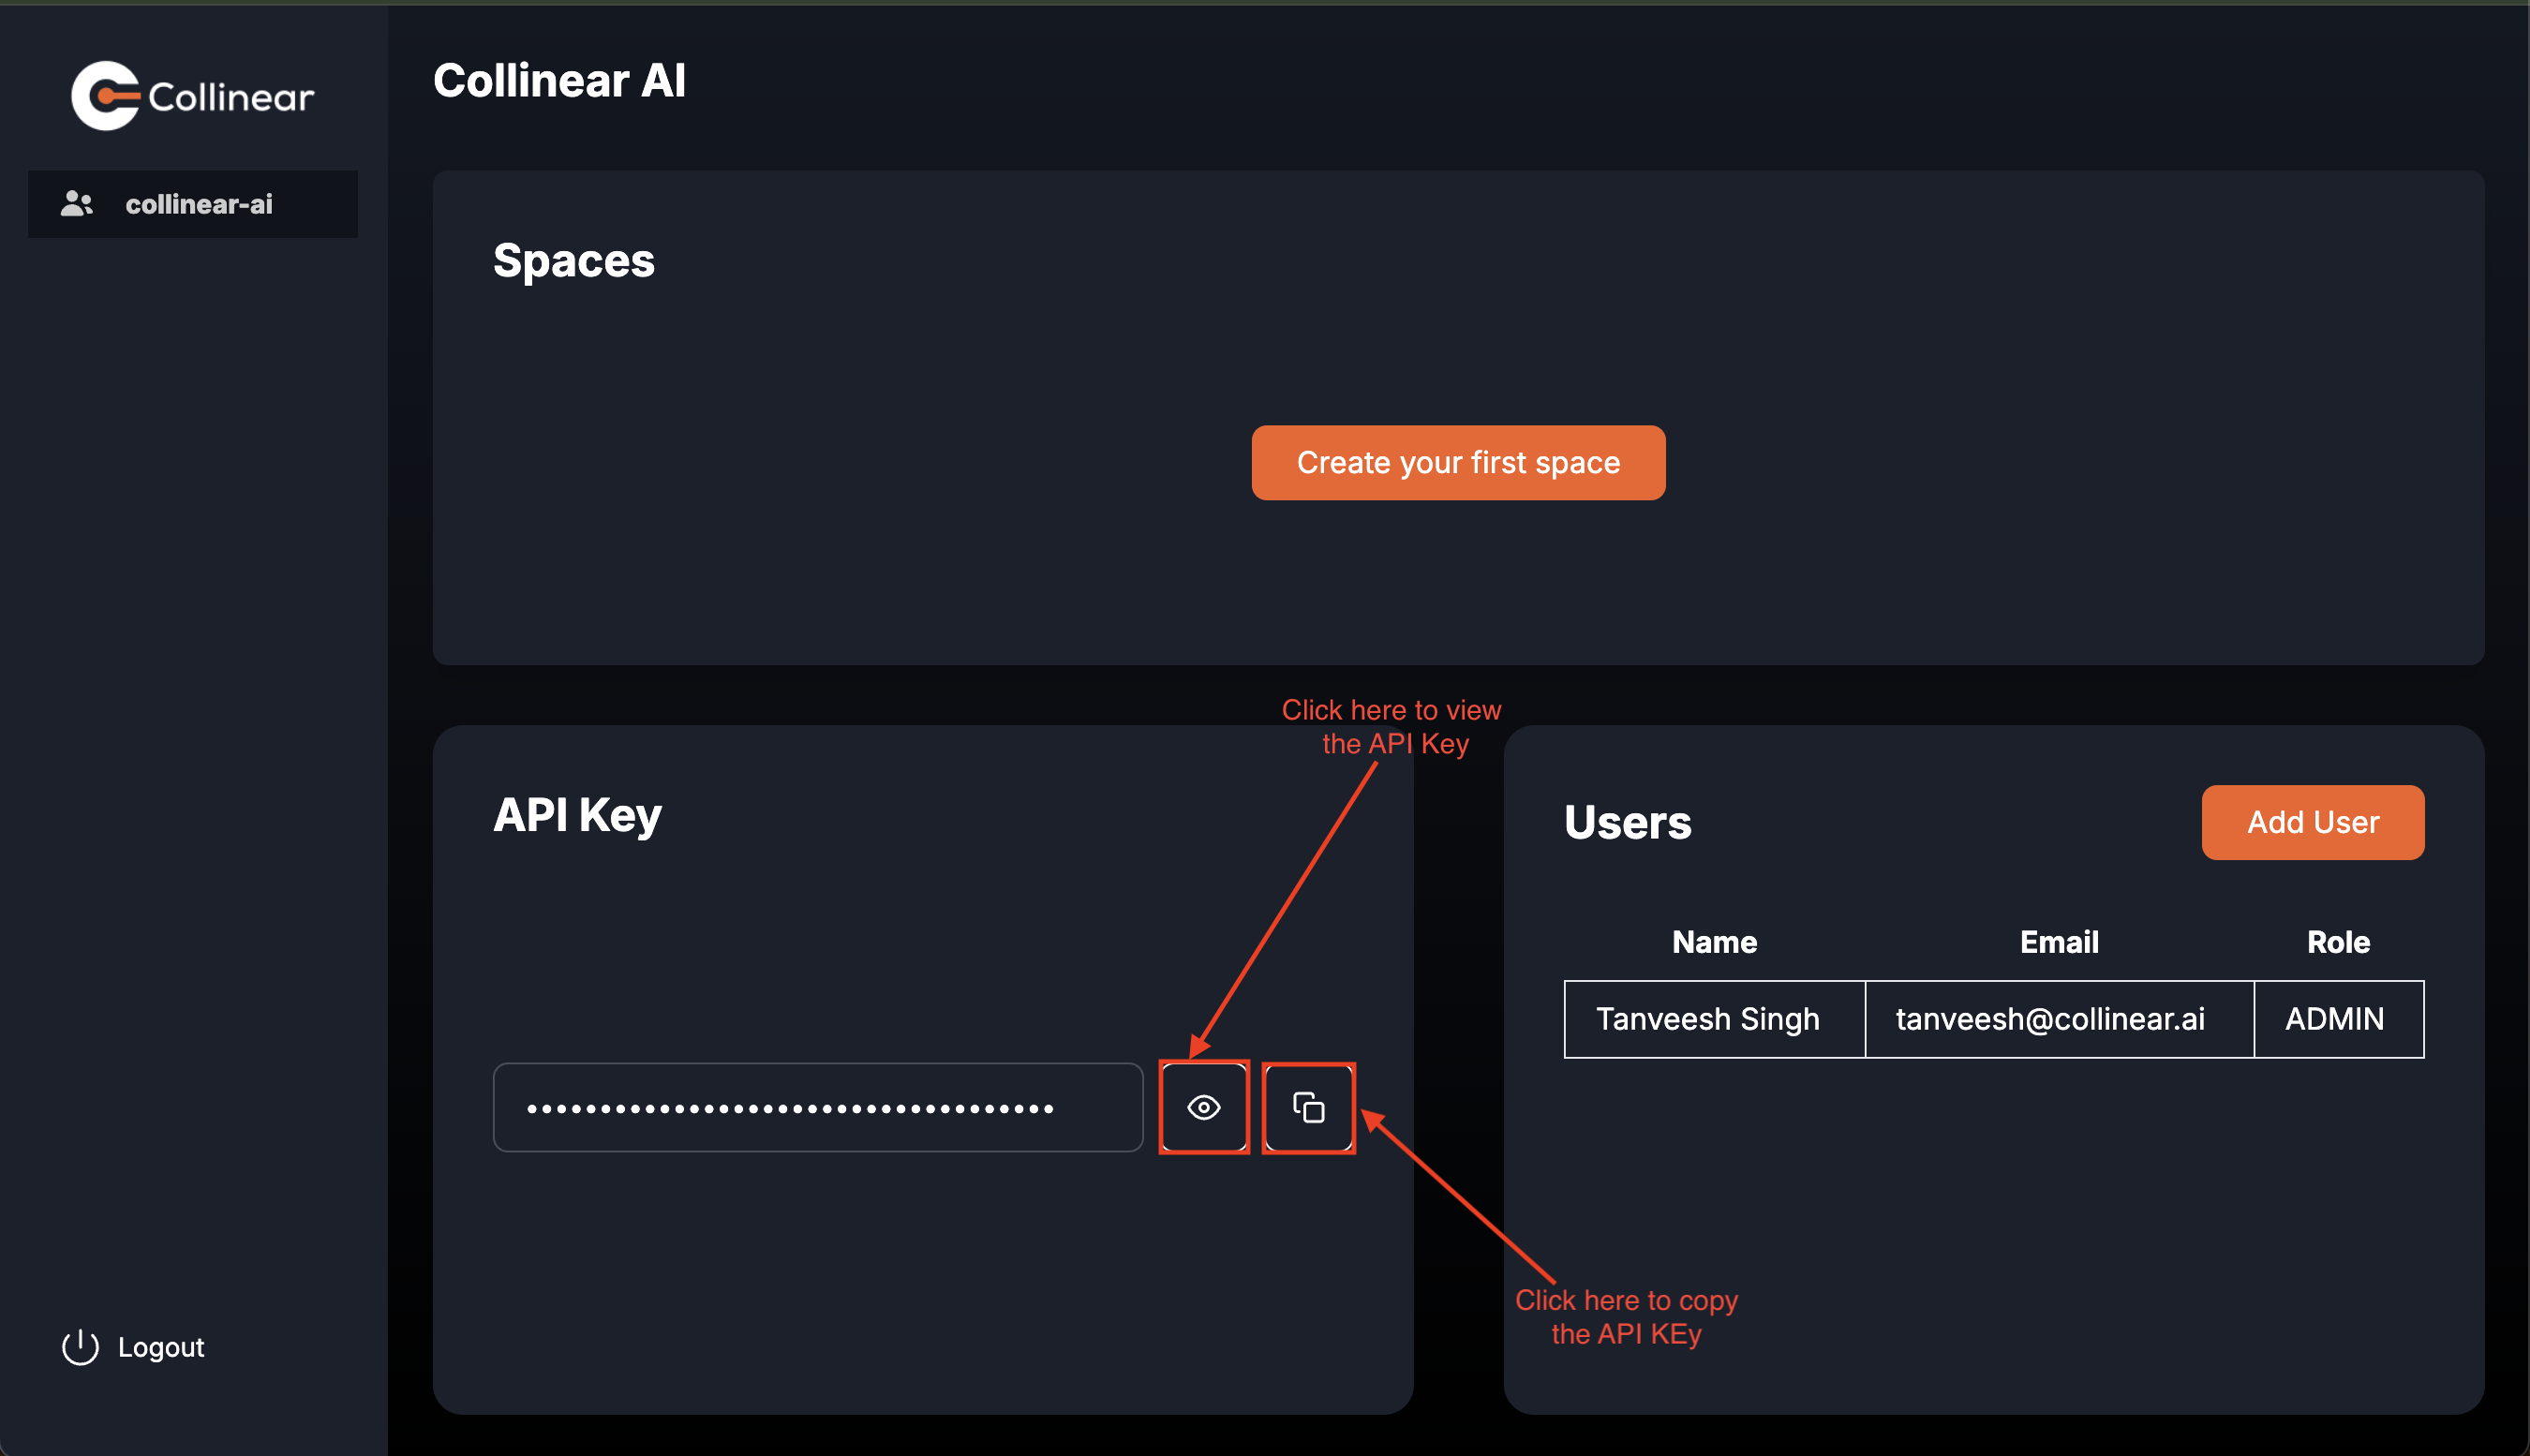 Collinear
collinear-ai
Collinear AI
Spaces
Create your first space
Click here to view
the API Key
API Key
••••••••••••••••••••••••••••••••••••
Users
Add User
Name Email Role
Tanveesh Singh tanveesh@collinear.ai ADMIN
Click here to copy
the API KEy
Logout